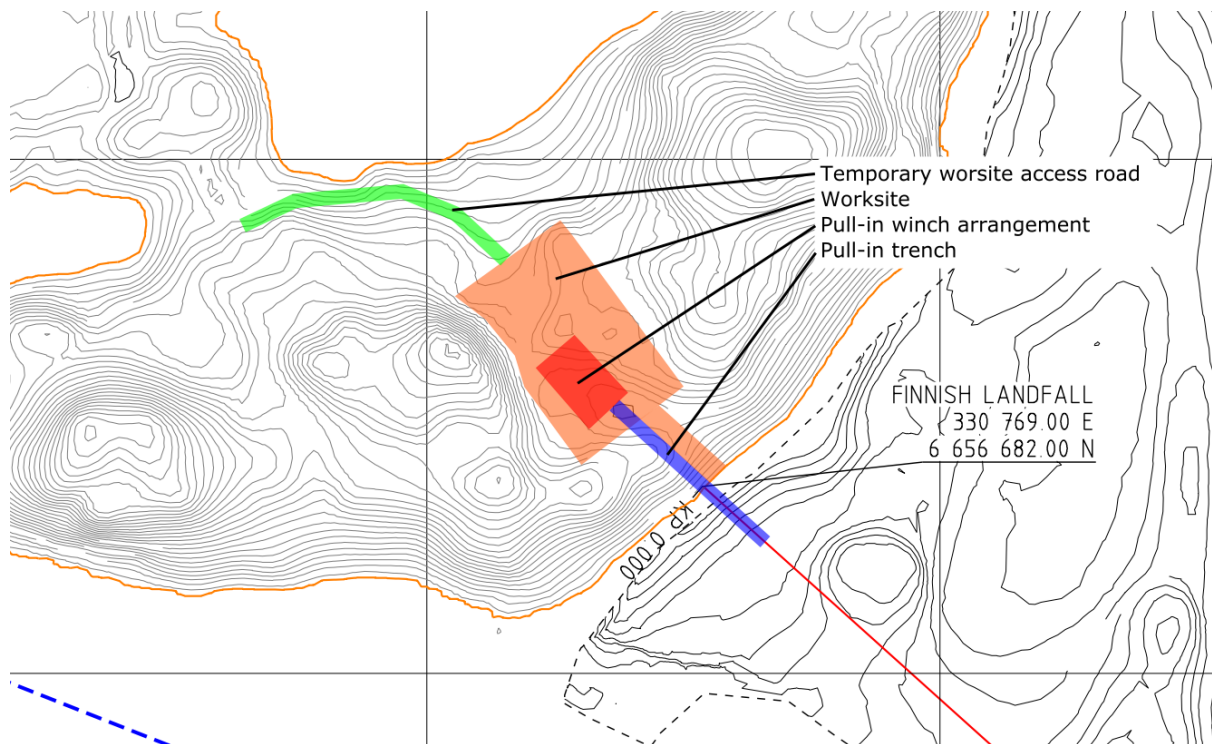 Temporary worsite access road
Worksite
Pull-in winch arrangement
Pull-in trench
FINNISH LANDFALL
330 769.00 E
6 656 682.00 N
KP 0.000